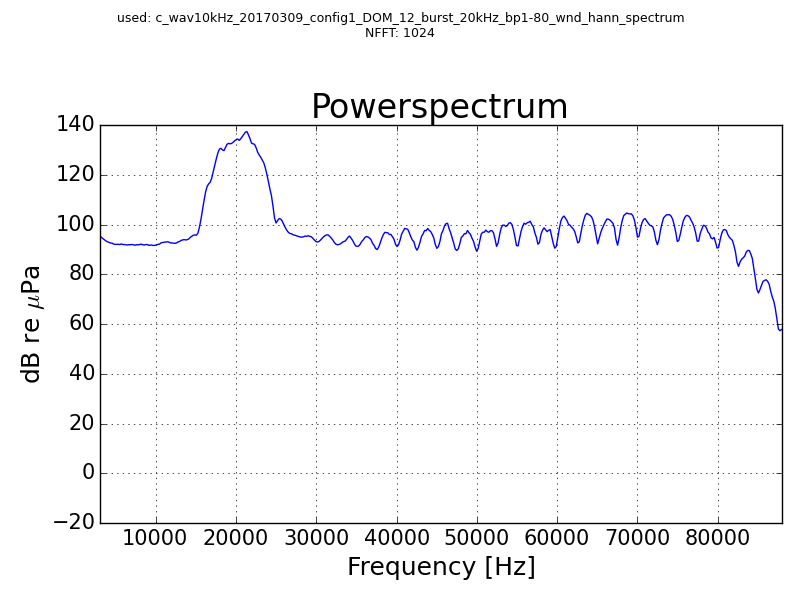 used: c_wav10kHz_20170309_config1_DOM_12_burst_20kHz_bp1-80_wnd_hann_spectrum
NFFT: 1024
Powerspectrum
140
120
100
80
60
40
20
0
−20
dB re μPa
10000 20000 30000 40000 50000 60000 70000 80000
Frequency [Hz]